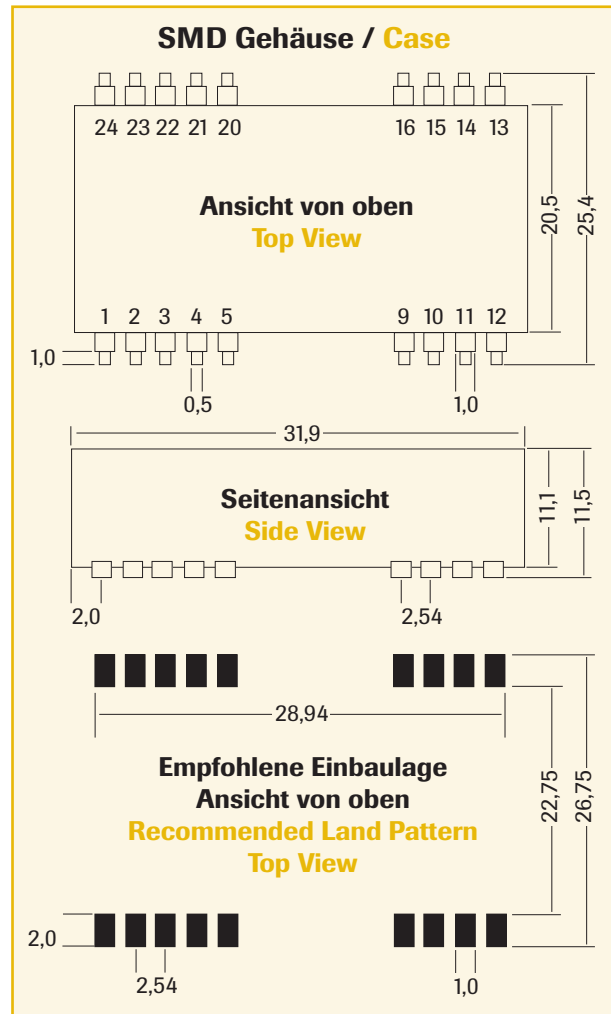 SMD Gehäuse / Case
24 23 22 21 20 16 15 14 13
Ansicht von oben
Top View
20,5
25,4
1 2 3 4 5 9 10 11 12
1,0
0,5
1,0
31,9
Seitenansicht
Side View
11,1
11,5
2,0
2,54
28,94
Empfohlene Einbaulage
Ansicht von oben
Recommended Land Pattern
Top View
22,75
26,75
2,0
2,54
1,0